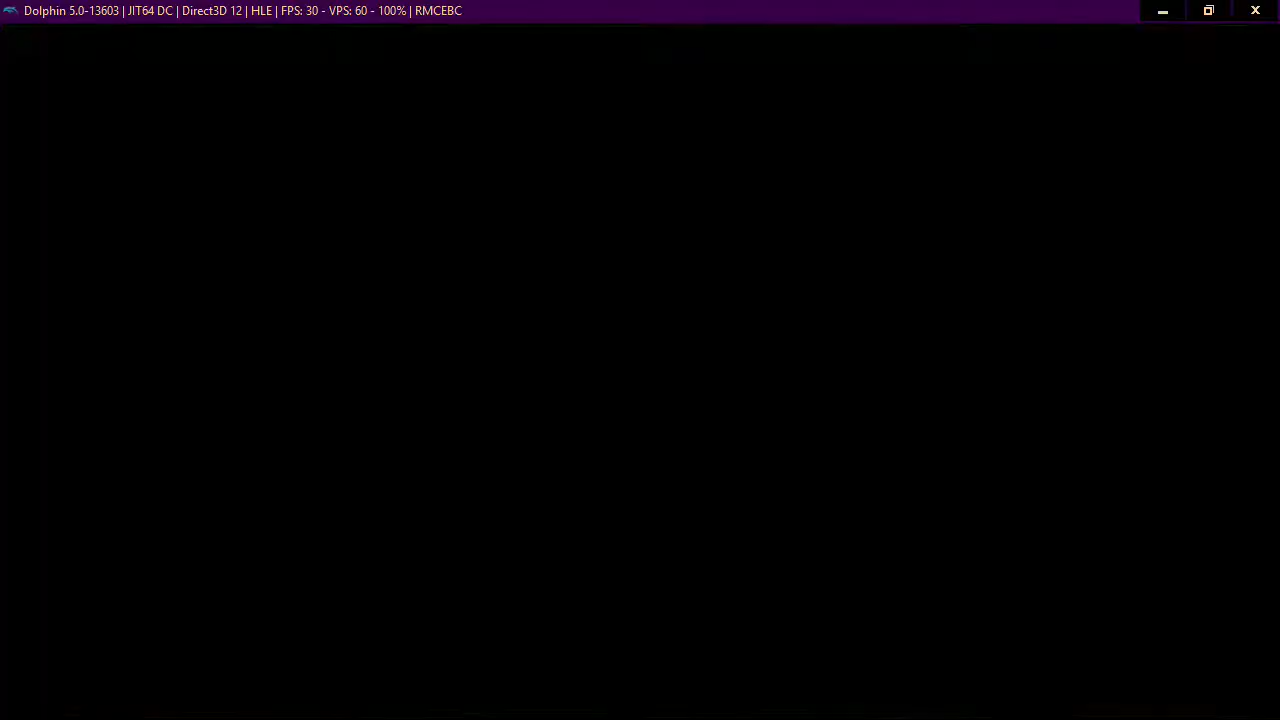 Dolphin 5.0-13603 | JIT64 DC | Direct3D 12 | HLE | FPS: 30 - VPS: 60 - 100% | RMCEBC